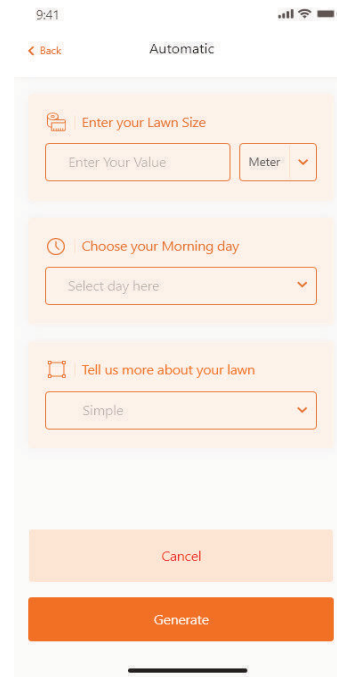 9:41
Back
Automatic
Enter your Lawn Size
Enter Your Value
Meter
Choose your Morning day
Select day here
Tell us more about your lawn
Simple
Cancel
Generate